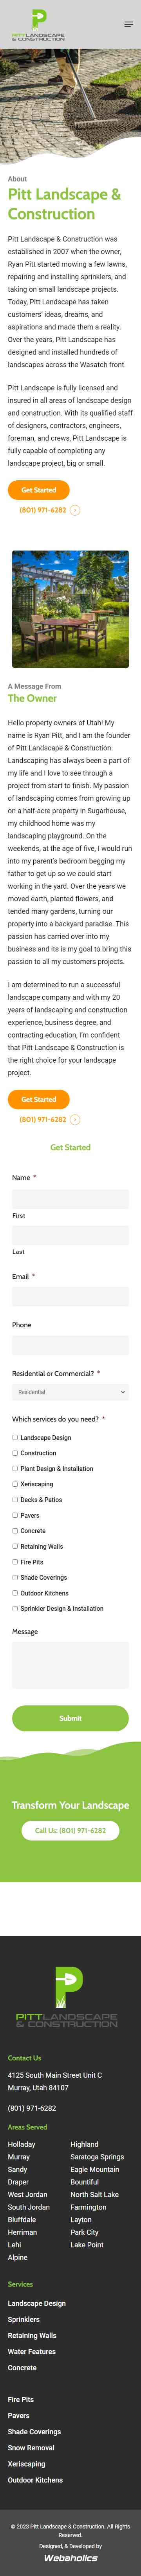 PITTLANDSCAPE
& CONSTRUCTION
About
Pitt Landscape &
Construction
Pitt Landscape & Construction was
established in 2007 when the owner,
Ryan Pitt started mowing a few lawns,
repairing and installing sprinklers, and
taking on small landscape projects.
Today, Pitt Landscape has taken
customers' ideas, dreams, and
aspirations and made them a reality.
Over the years, Pitt Landscape has
designed and installed hundreds of
landscapes across the Wasatch front.
Pitt Landscape is fully licensed and
insured in all areas of landscape design
and construction. With its qualified staff
of designers, contractors, engineers,
foreman, and crews, Pitt Landscape is
fully capable of completing any
landscape project, big or small.
Get Started
(801) 971-6282
A Message From
The Owner
Hello property owners of Utah! My
name is Ryan Pitt, and I am the founder
of Pitt Landscape & Construction.
Landscaping has always been a part of
my life and I love to see things through a
project from start to finish. My passion
of landscaping comes from growing up
on a half-acre property in Sugarhouse,
my childhood home was my
landscaping playground. On the
weekends, at the age of five, I would run
into my parent's bedroom begging my
father to get up so we could start
working in the yard. Over the years we
moved earth, planted flowers, and
tended many gardens, turning our
property into a backyard paradise. This
passion has carried over into my
business and its is my goal to bring this
passion to all my customers projects.
I am determined to run a successful
landscape company and with my 20
years of landscaping and construction
experience, business degree, and
contracting education, I'm confident
that Pitt Landscape & Construction is
the right choice for your landscape
project.
Get Started
(801) 971-6282
Get Started
Name *
First
Last
Email *
Phone
Residential or Commercial? *
Residential
Which services do you need? *
Landscape Design
Construction
Plant Design & Installation
Xeriscaping
Decks & Patios
Pavers
Concrete
Retaining Walls
Fire Pits
Shade Coverings
Outdoor Kitchens
Sprinkler Design & Installation
Message
Submit
Transform Your Landscape
Call Us: (801) 971-6282
PITTLANDSCAPE
& CONSTRUCTION
Contact Us
4125 South Main Street Unit C
Murray, Utah 84107
(801) 971-6282
Areas Served
Holladay
Murray
Sandy
Draper
West Jordan
South Jordan
Bluffdale
Herriman
Lehi
Alpine
Highland
Saratoga Springs
Eagle Mountain
Bountiful
North Salt Lake
Farmington
Layton
Park City
Lake Point
Services
Landscape Design
Sprinklers
Retaining Walls
Water Features
Concrete
Fire Pits
Pavers
Shade Coverings
Snow Removal
Xeriscaping
Outdoor Kitchens
© 2023 Pitt Landscape & Construction. All Rights
Reserved.
Designed, & Developed by
Webaholics